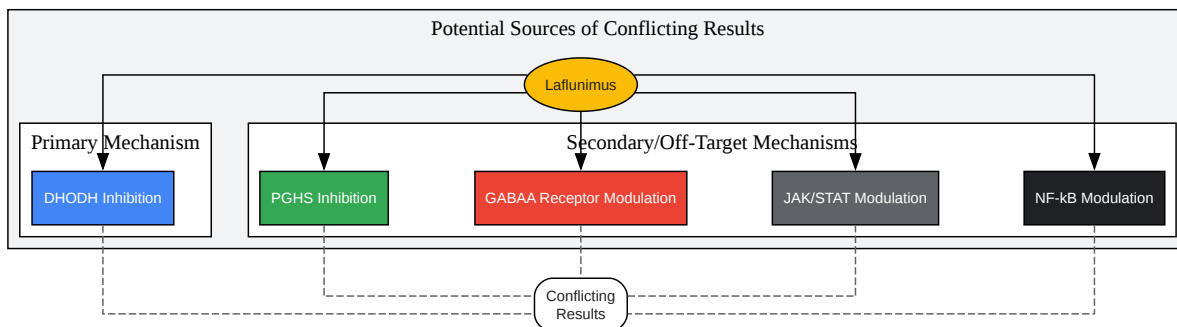 Potential Sources of Conflicting Results
Laflunimus
Primary Mechanism
Secondary/Off-Target Mechanisms
DHODH Inhibition
PGHS Inhibition
GABAA Receptor Modulation
JAK/STAT Modulation
NF-kB Modulation
Conflicting
Results